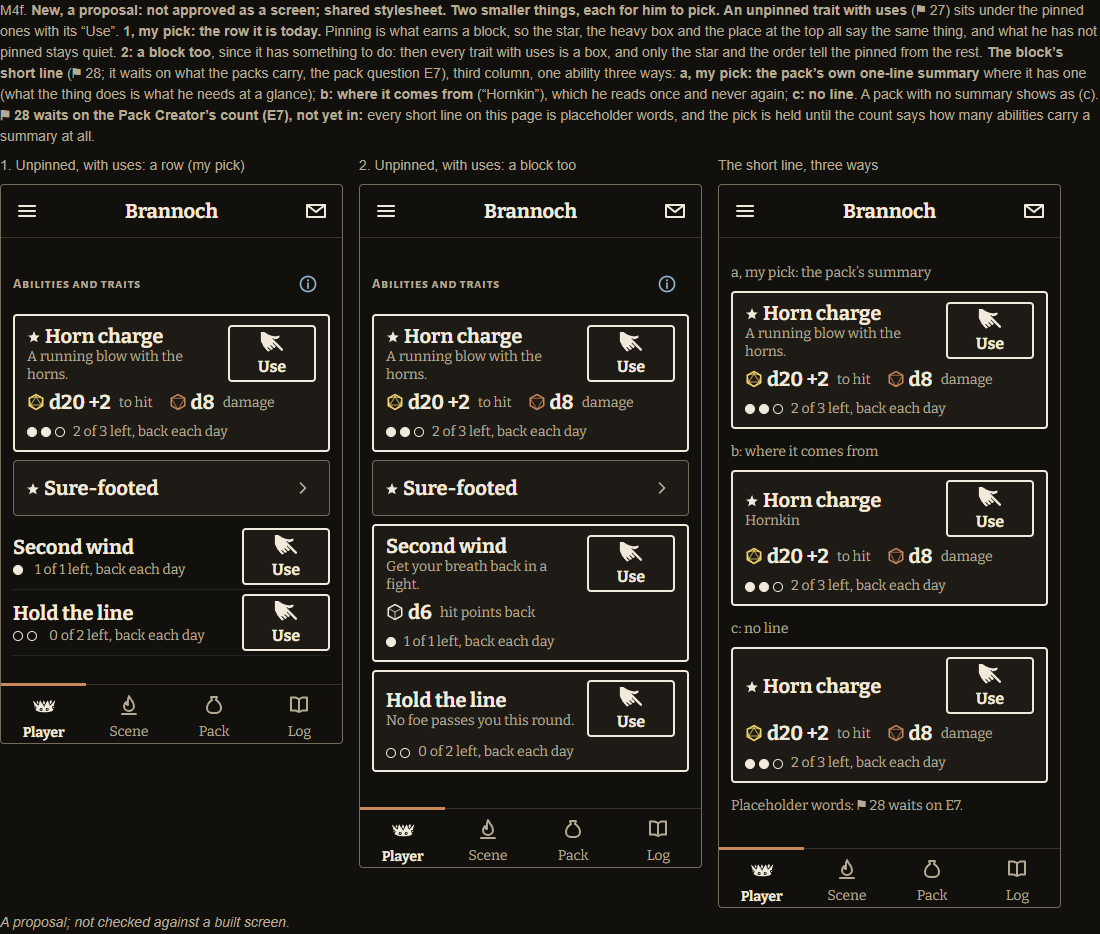 M4f. New, a proposal: not approved as a screen; shared stylesheet. Two smaller things, each for him to pick. An unpinned trait with uses (⚑ 27) sits under the pinned
ones with its “Use”. 1, my pick: the row it is today. Pinning is what earns a block, so the star, the heavy box and the place at the top all say the same thing, and what he has not
pinned stays quiet. 2: a block too, since it has something to do: then every trait with uses is a box, and only the star and the order tell the pinned from the rest. The block’s
short line (⚑ 28; it waits on what the packs carry, the pack question E7), third column, one ability three ways: a, my pick: the pack’s own one-line summary where it has one
(what the thing does is what he needs at a glance); b: where it comes from (“Hornkin”), which he reads once and never again; c: no line. A pack with no summary shows as (c).
⚑ 28 waits on the Pack Creator’s count (E7), not yet in: every short line on this page is placeholder words, and the pick is held until the count says how many abilities carry a
summary at all.
1. Unpinned, with uses: a row (my pick)
Brannoch
Abilities and traits
★ Horn charge
A running blow with the
horns.
Use
d20 +2 to hit d8 damage
2 of 3 left, back each day
★ Sure-footed
Second wind
1 of 1 left, back each day
Use
Hold the line
0 of 2 left, back each day
Use
Player
Scene
Pack
Log
2. Unpinned, with uses: a block too
Brannoch
Abilities and traits
★ Horn charge
A running blow with the
horns.
Use
d20 +2 to hit d8 damage
2 of 3 left, back each day
★ Sure-footed
Second wind
Get your breath back in a
fight.
Use
d6 hit points back
1 of 1 left, back each day
Hold the line
No foe passes you this round.
Use
0 of 2 left, back each day
Player
Scene
Pack
Log
The short line, three ways
Brannoch
a, my pick: the pack’s summary
★ Horn charge
A running blow with the
horns.
Use
d20 +2 to hit d8 damage
2 of 3 left, back each day
b: where it comes from
★ Horn charge
Hornkin
Use
d20 +2 to hit d8 damage
2 of 3 left, back each day
c: no line
★ Horn charge
Use
d20 +2 to hit d8 damage
2 of 3 left, back each day
Placeholder words: ⚑ 28 waits on E7.
Player
Scene
Pack
Log
A proposal; not checked against a built screen.